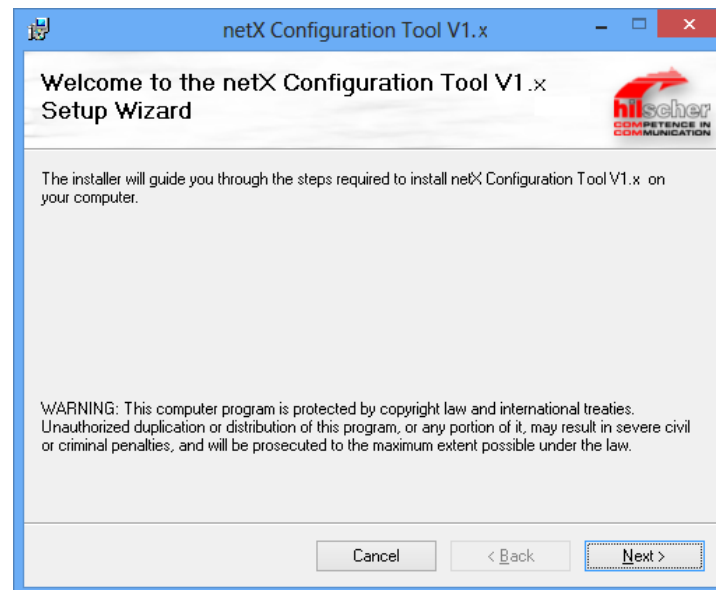 netX Configuration Tool V1.x
Welcome to the netX Configuration Tool V1.x
Setup Wizard
hilscher
COMPETENCE IN
COMMUNICATION
The installer will guide you through the steps required to install netX Configuration Tool V1.x on
your computer.
WARNING: This computer program is protected by copyright law and international treaties.
Unauthorized duplication or distribution of this program, or any portion of it, may result in severe civil
or criminal penalties, and will be prosecuted to the maximum extent possible under the law.
Cancel
< Back
Next >